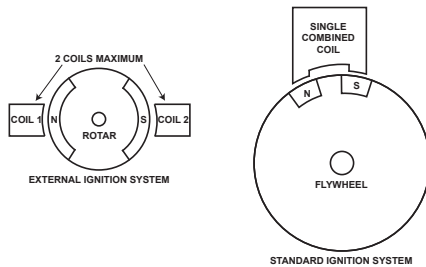 2 COILS MAXIMUM
COIL 1
N
ROTAR
S
COIL 2
EXTERNAL IGNITION SYSTEM
SINGLE
COMBINED
COIL
N
S
FLYWHEEL
STANDARD IGNITION SYSTEM